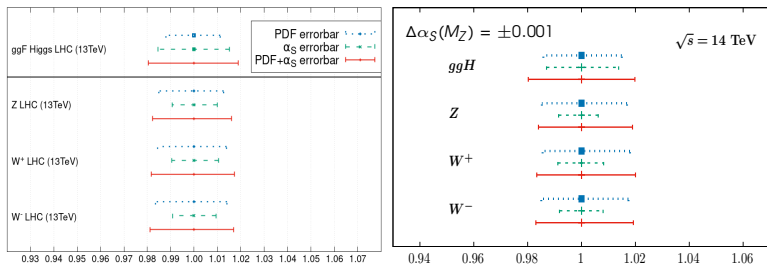 ggF Higgs LHC (13TeV)
PDF errorbar
αS errorbar
PDF+αS errorbar
Z LHC (13TeV)
W+ LHC (13TeV)
W- LHC (13TeV)
0.93 0.94 0.95 0.96 0.97 0.98 0.99 1.00 1.01 1.02 1.03 1.04 1.05 1.06 1.07
ΔαS(MZ) = ±0.001
√s = 14 TeV
ggH
Z
W+
W−
0.94 0.96 0.98 1 1.02 1.04 1.06